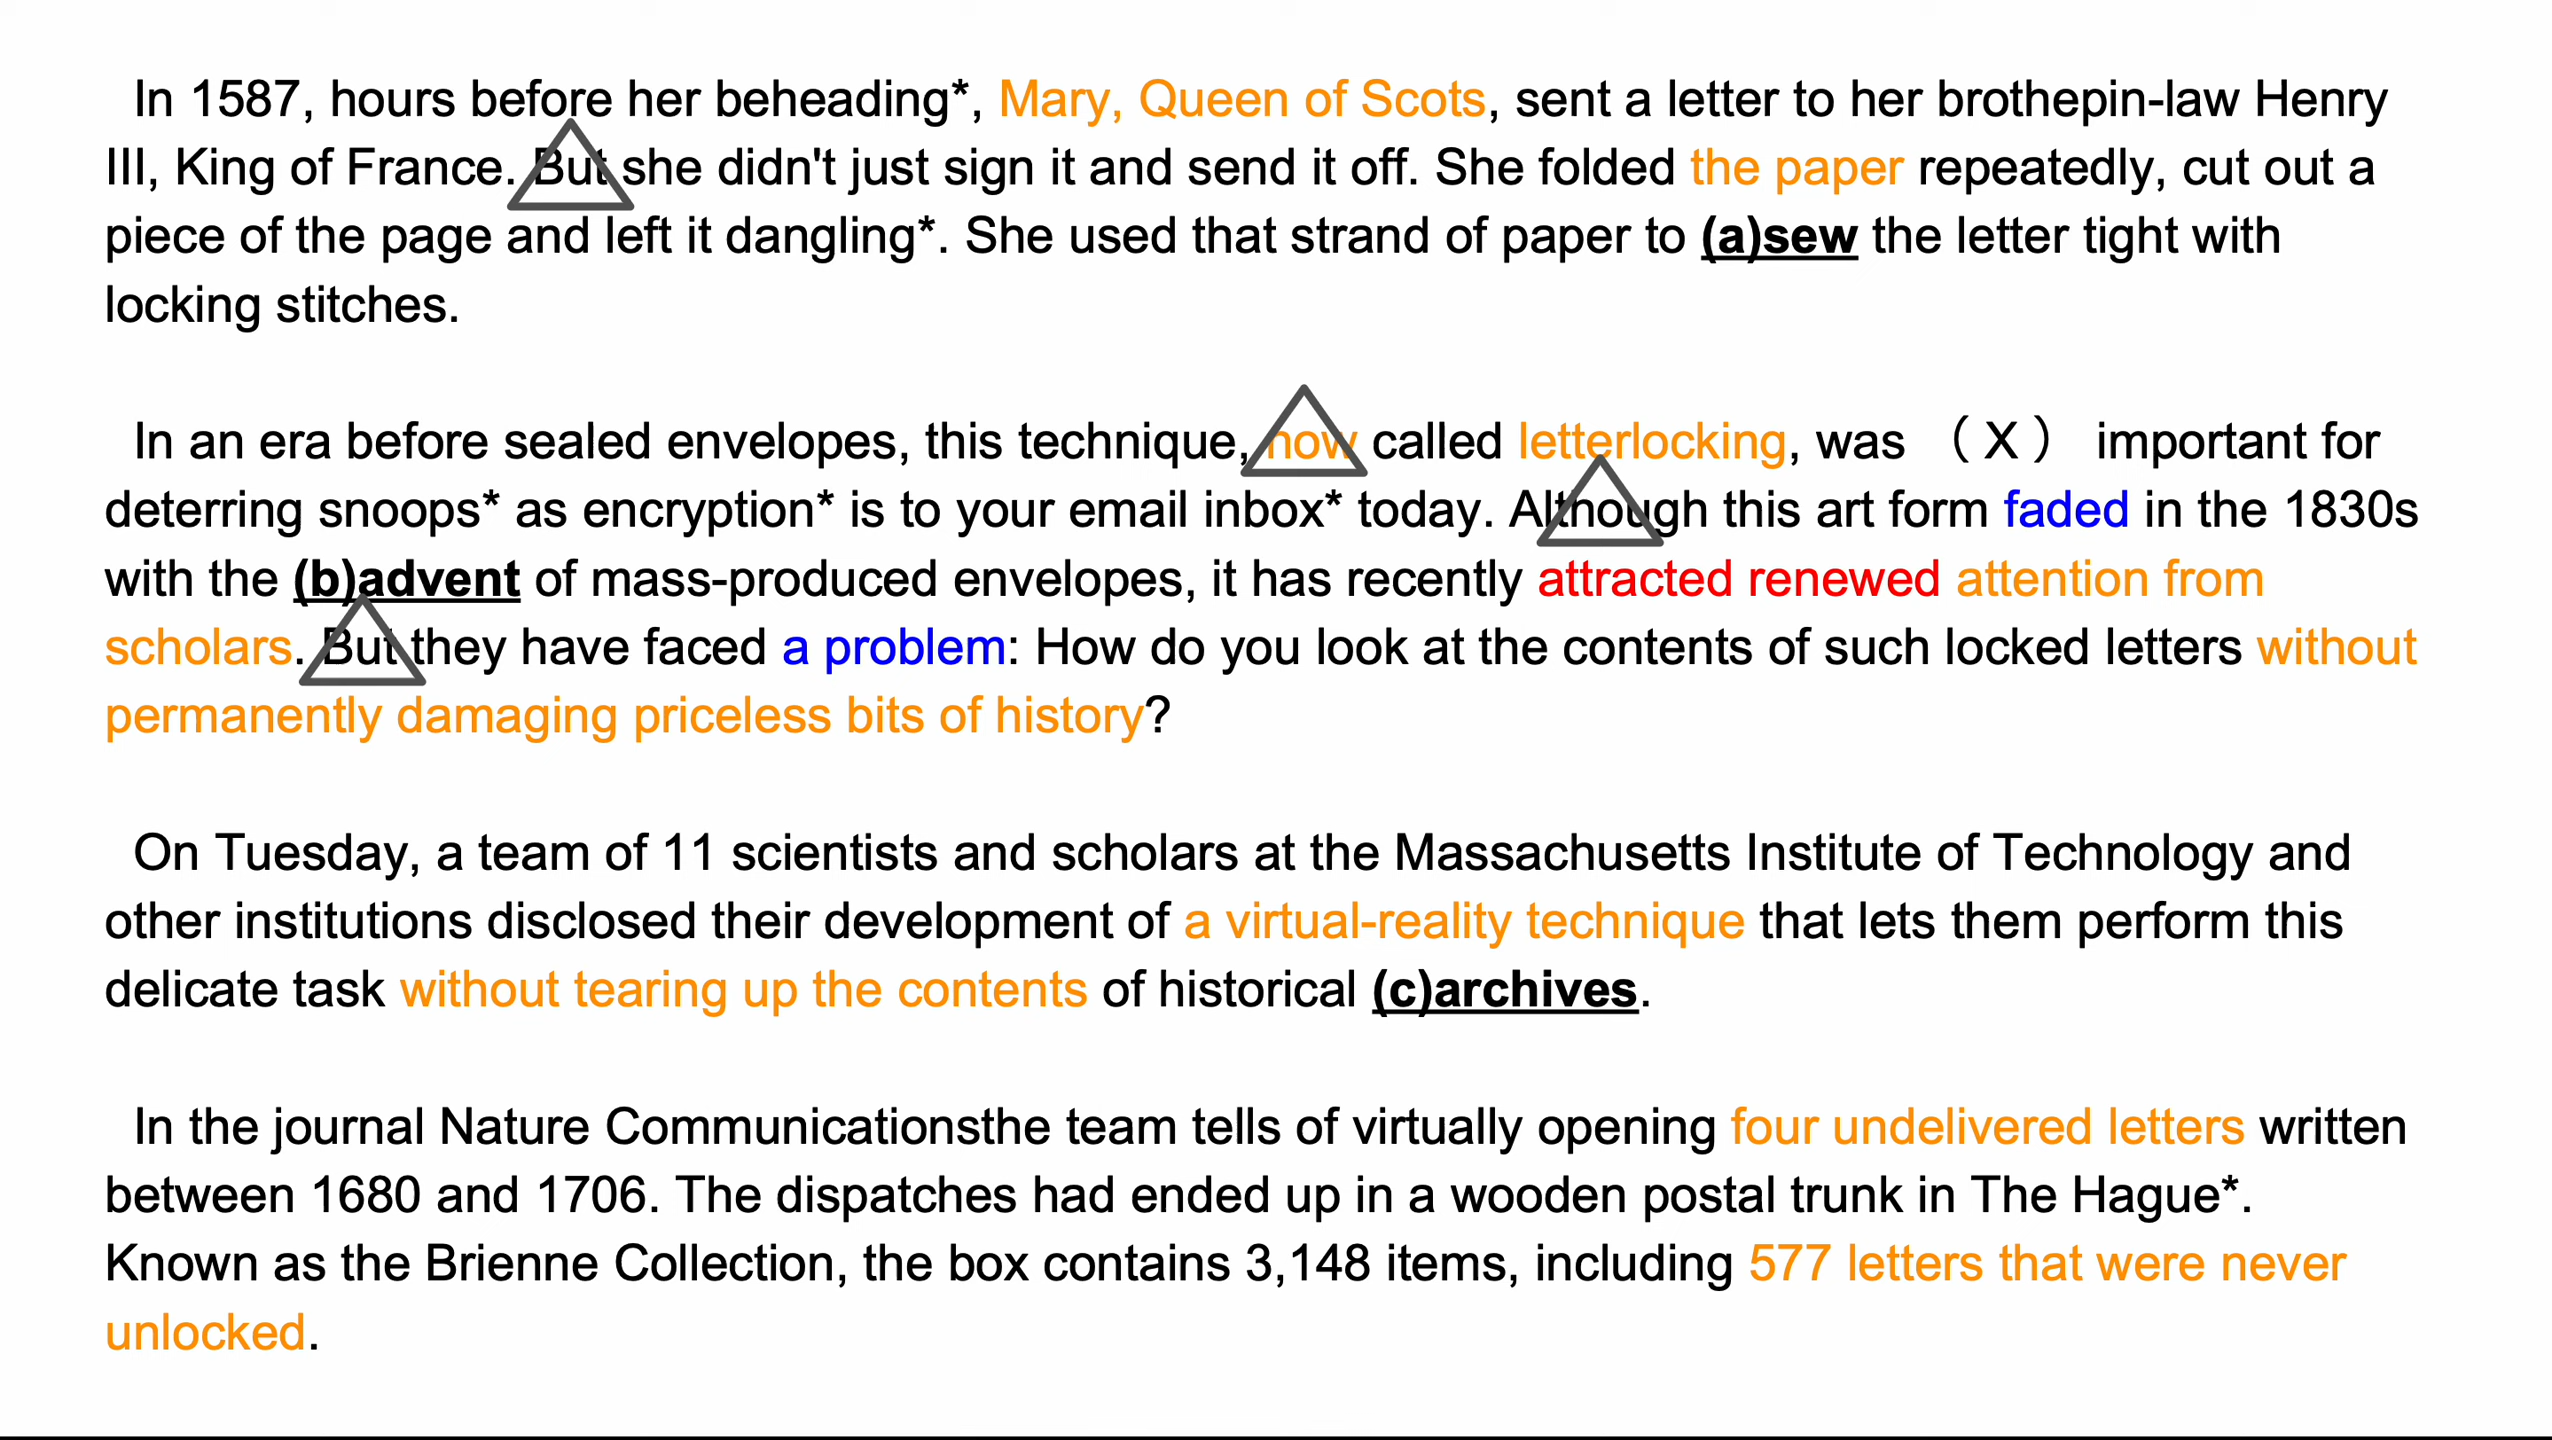 In 1587, hours before her beheading*, Mary, Queen of Scots, sent a letter to her brothepin-law Henry
III, King of France. But she didn't just sign it and send it off. She folded the paper repeatedly, cut out a
piece of the page and left it dangling*. She used that strand of paper to (a)sew the letter tight with
locking stitches.
In an era before sealed envelopes, this technique, now called letterlocking, was （X） important for
deterring snoops* as encryption* is to your email inbox* today. Although this art form faded in the 1830s
with the (b)advent of mass-produced envelopes, it has recently attracted renewed attention from
scholars. But they have faced a problem: How do you look at the contents of such locked letters without
permanently damaging priceless bits of history?
On Tuesday, a team of 11 scientists and scholars at the Massachusetts Institute of Technology and
other institutions disclosed their development of a virtual-reality technique that lets them perform this
delicate task without tearing up the contents of historical (c)archives.
In the journal Nature Communicationsthe team tells of virtually opening four undelivered letters written
between 1680 and 1706. The dispatches had ended up in a wooden postal trunk in The Hague*.
Known as the Brienne Collection, the box contains 3,148 items, including 577 letters that were never
unlocked.